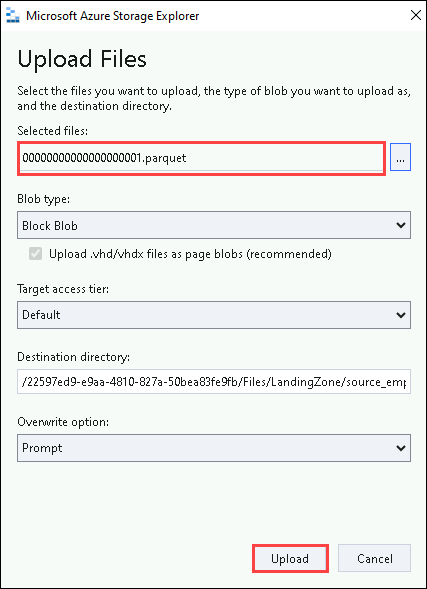 Microsoft Azure Storage Explorer
Upload Files
Select the files you want to upload, the type of blob you want to upload as,
and the destination directory.
Selected files:
00000000000000000001.parquet
...
Blob type:
Block Blob
Upload .vhd/vhdx files as page blobs (recommended)
Target access tier:
Default
Destination directory:
/22597ed9-e9aa-4810-827a-50bea83fe9fb/Files/LandingZone/source_emp
Overwrite option:
Prompt
Upload
Cancel